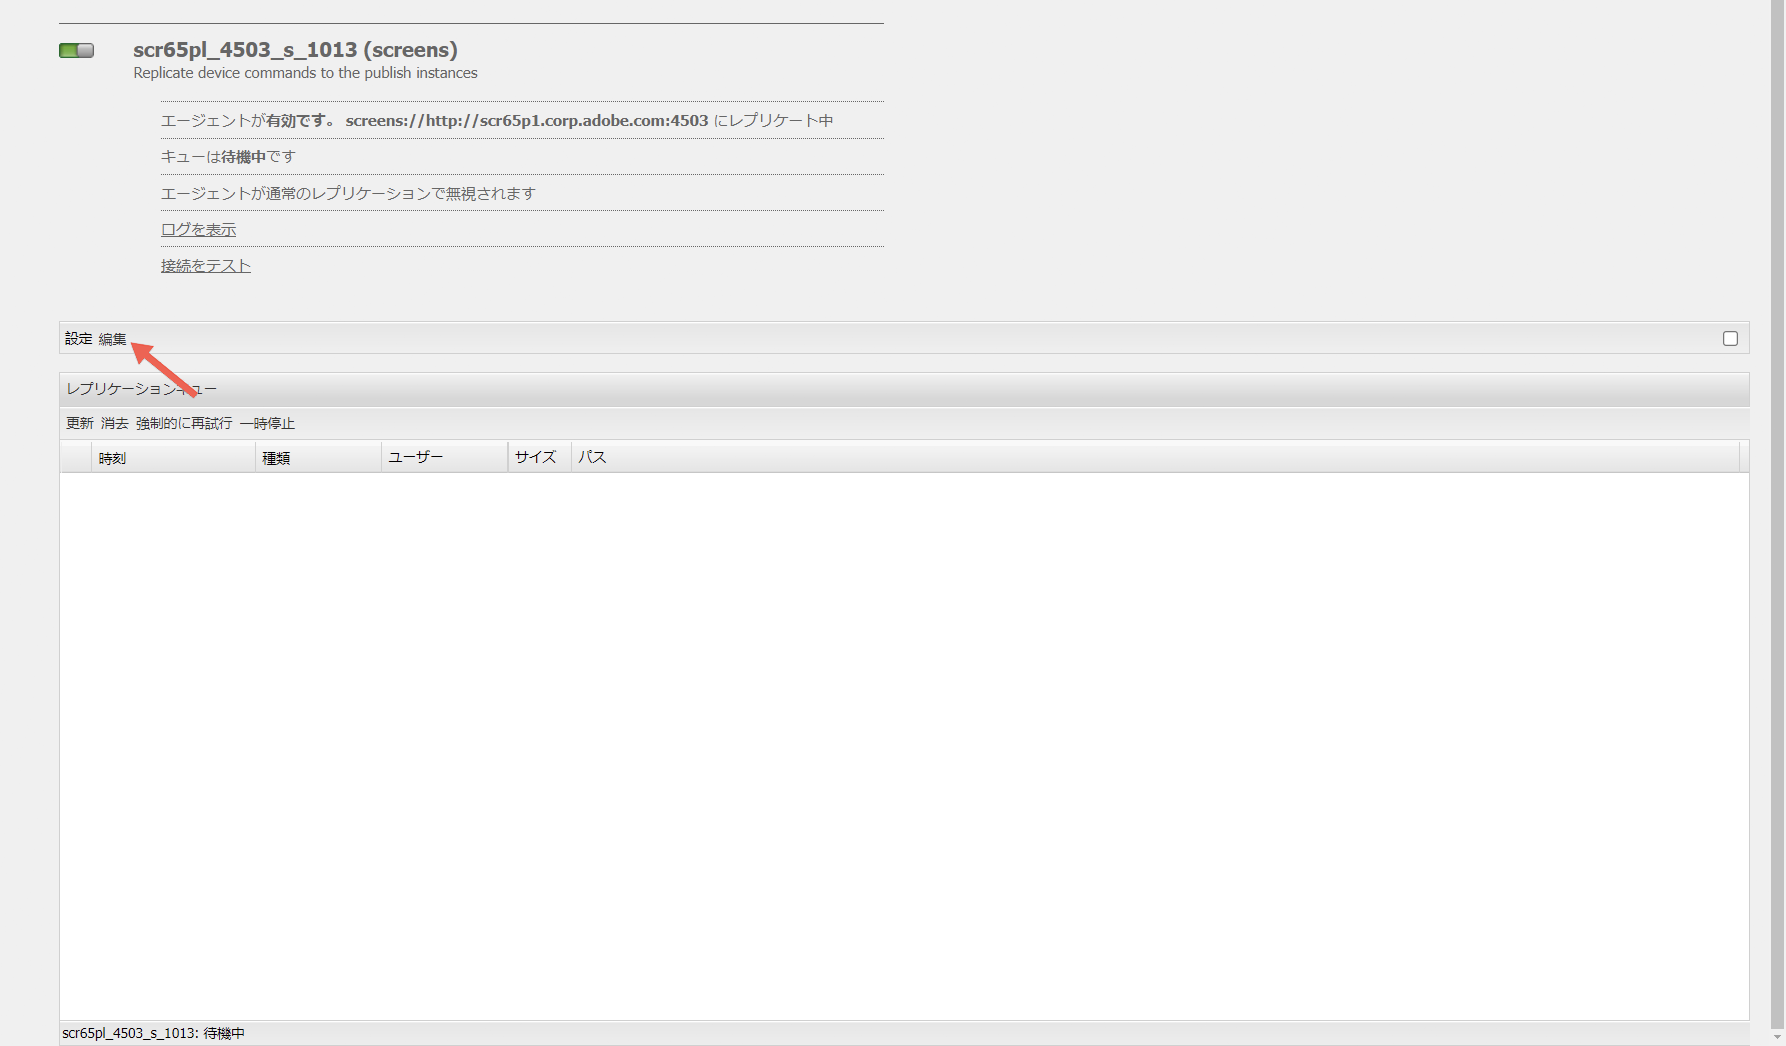 scr65pl_4503_s_1013 (screens)
Replicate device commands to the publish instances
エージェントが有効です。 screens://http://scr65p1.corp.adobe.com:4503 にレプリケート中
キューは待機中です
エージェントが通常のレプリケーションで無視されます
ログを表示
接続をテスト
設定 編集
レプリケーションキュー
更新 消去 強制的に再試行 一時停止
時刻 種類 ユーザー サイズ パス
scr65pl_4503_s_1013: 待機中